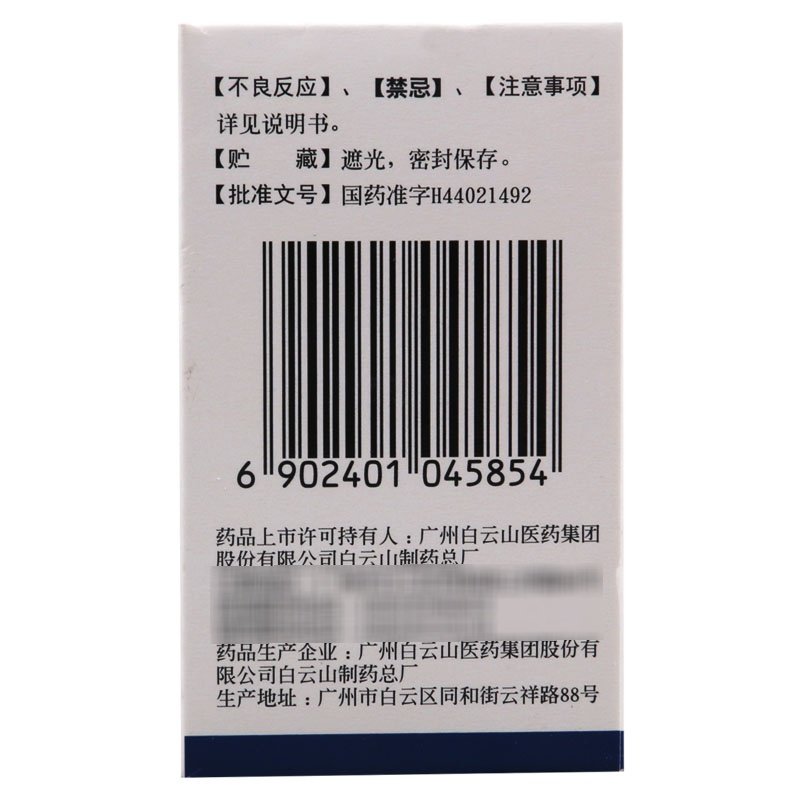 【不良反应】、【禁忌】、【注意事项】
详见说明书。
【贮 藏】遮光，密封保存。
【批准文号】国药准字H44021492
6 902401 045854
药品上市许可持有人：广州白云山医药集团
股份有限公司白云山制药总厂
药品生产企业：广州白云山医药集团股份有
限公司白云山制药总厂
生产地址：广州市白云区同和街云祥路88号